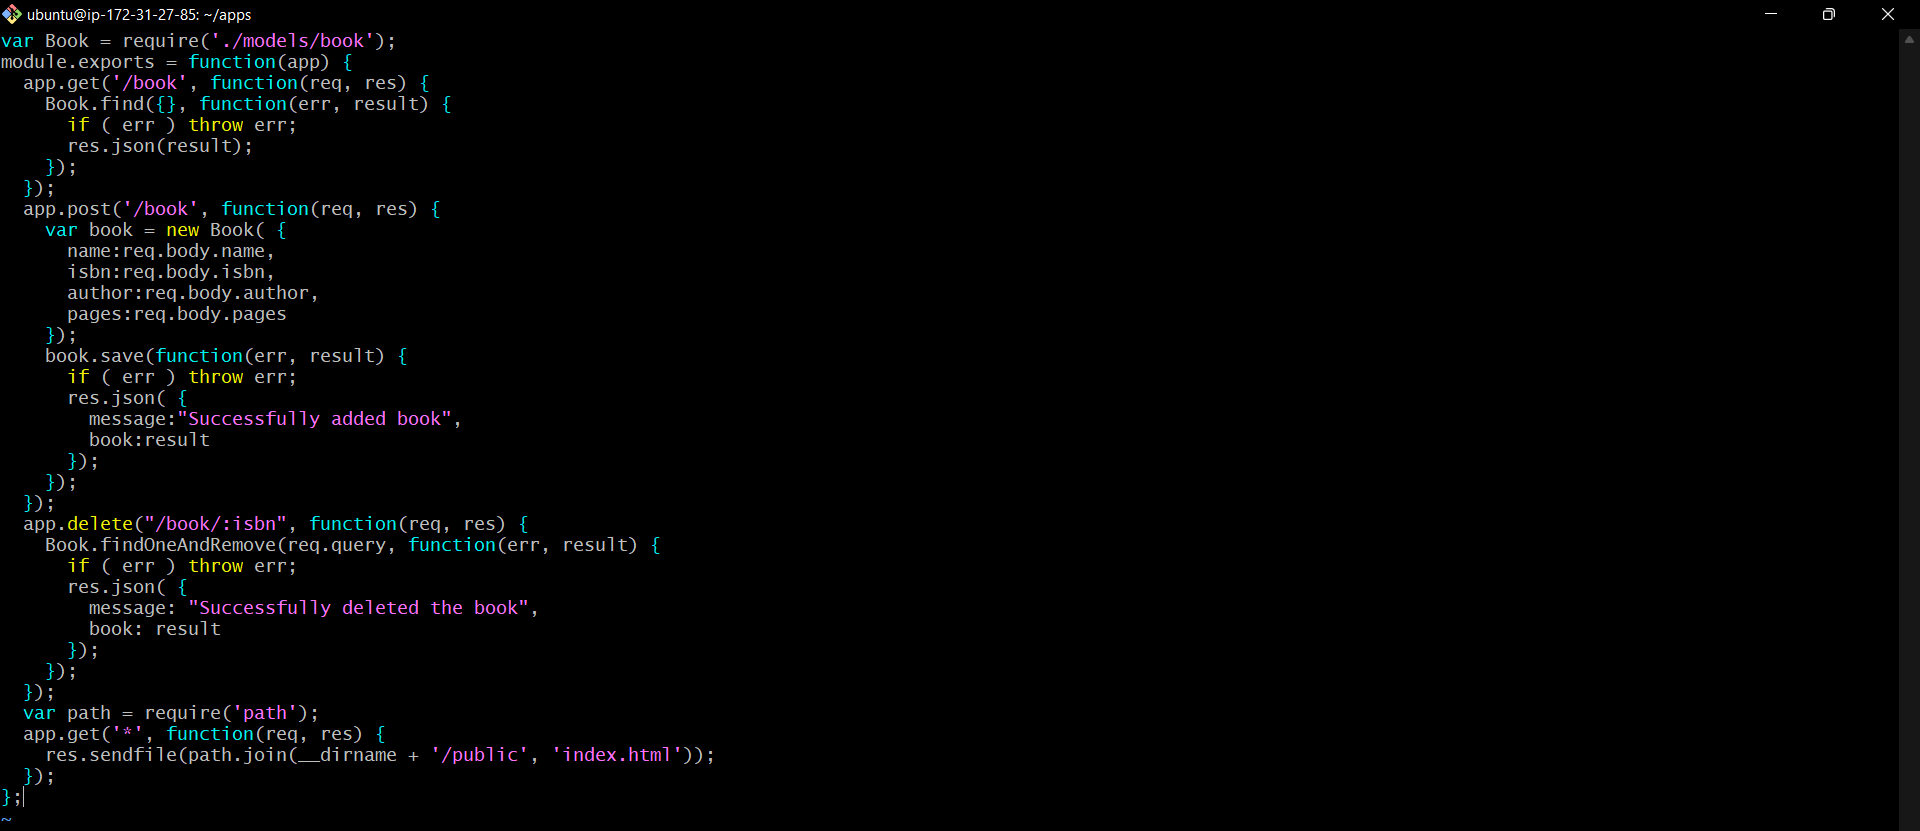 ubuntu@ip-172-31-27-85: ~/apps
var Book = require('./models/book');
module.exports = function(app) {
  app.get('/book', function(req, res) {
    Book.find({}, function(err, result) {
      if ( err ) throw err;
      res.json(result);
    });
  });
  app.post('/book', function(req, res) {
    var book = new Book( {
      name:req.body.name,
      isbn:req.body.isbn,
      author:req.body.author,
      pages:req.body.pages
    });
    book.save(function(err, result) {
      if ( err ) throw err;
      res.json( {
        message:"Successfully added book",
        book:result
      });
    });
  });
  app.delete("/book/:isbn", function(req, res) {
    Book.findOneAndRemove(req.query, function(err, result) {
      if ( err ) throw err;
      res.json( {
        message: "Successfully deleted the book",
        book: result
      });
    });
  });
  var path = require('path');
  app.get('*', function(req, res) {
    res.sendfile(path.join(__dirname + '/public', 'index.html'));
  });
};
~